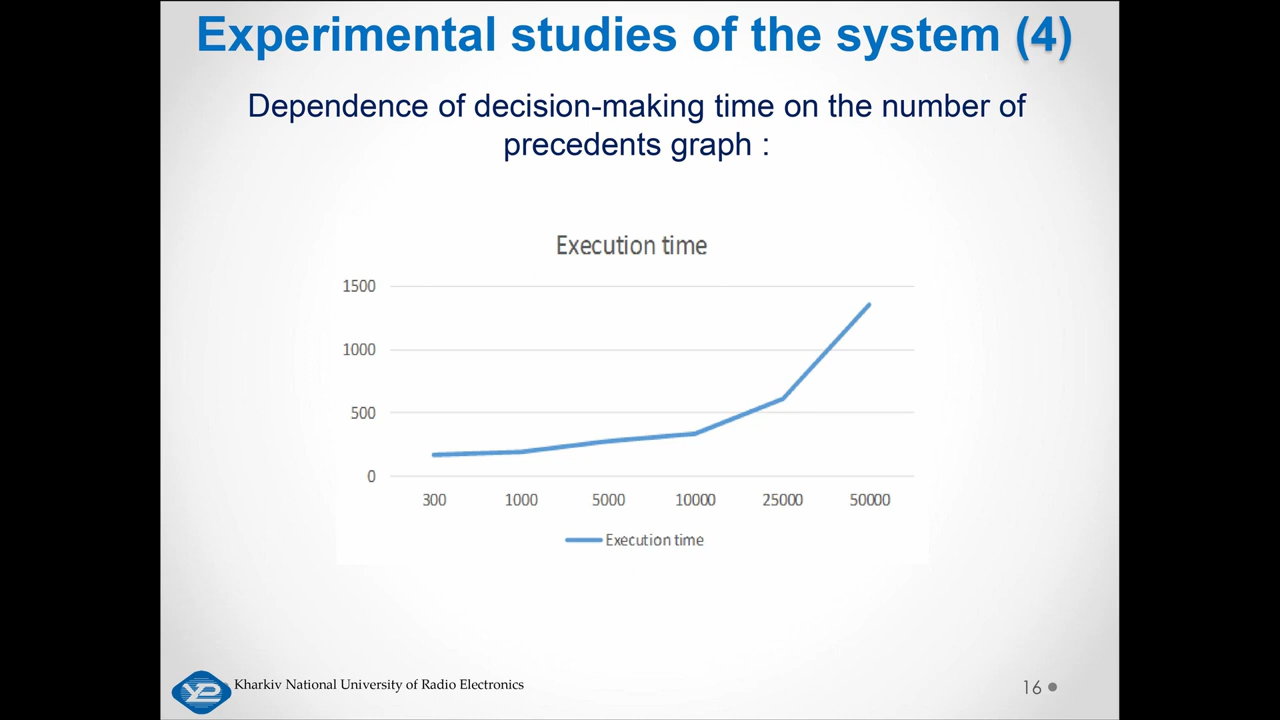 Experimental studies of the system (4)
Dependence of decision-making time on the number of
precedents graph :
Execution time
1500
1000
500
0
300 1000 5000 10000 25000 50000
Execution time
Kharkiv National University of Radio Electronics
16